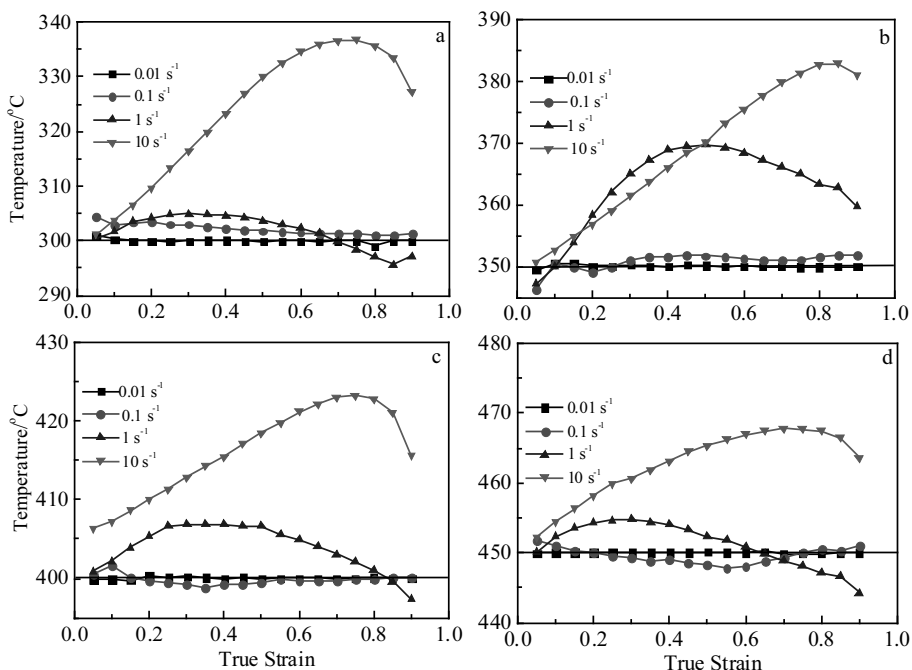 a
340
330
320
310
300
290
0.01 s-1
0.1 s-1
1 s-1
10 s-1
0.0 0.2 0.4 0.6 0.8 1.0
Temperature/°C
b
380
370
360
350
0.01 s-1
0.1 s-1
1 s-1
10 s-1
0.0 0.2 0.4 0.6 0.8 1.0
c
430
420
410
400
0.01 s-1
0.1 s-1
1 s-1
10 s-1
0.0 0.2 0.4 0.6 0.8 1.0
Temperature/°C
True Strain
d
480
470
460
450
440
0.01 s-1
0.1 s-1
1 s-1
10 s-1
0.0 0.2 0.4 0.6 0.8 1.0
True Strain